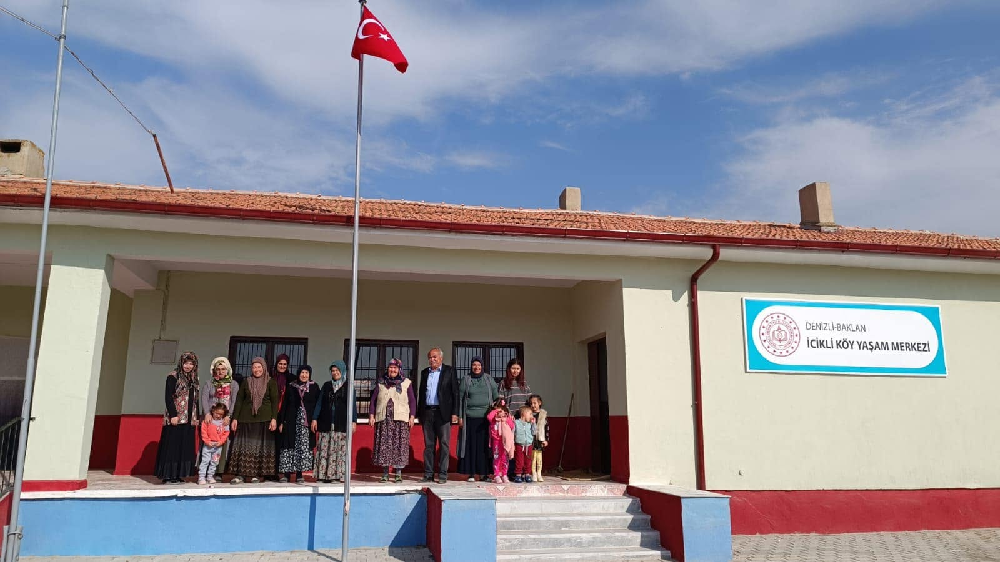 DENİZLİ-BAKLAN
İCİKLİ KÖY YAŞAM MERKEZİ